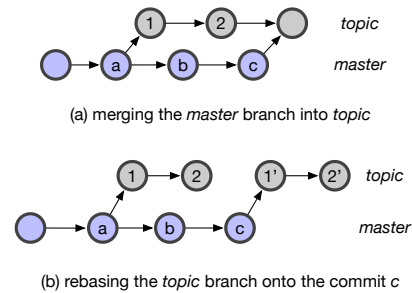 1 2 topic
a b c master
(a) merging the master branch into topic
1 2 1' 2' topic
a b c master
(b) rebasing the topic branch onto the commit c